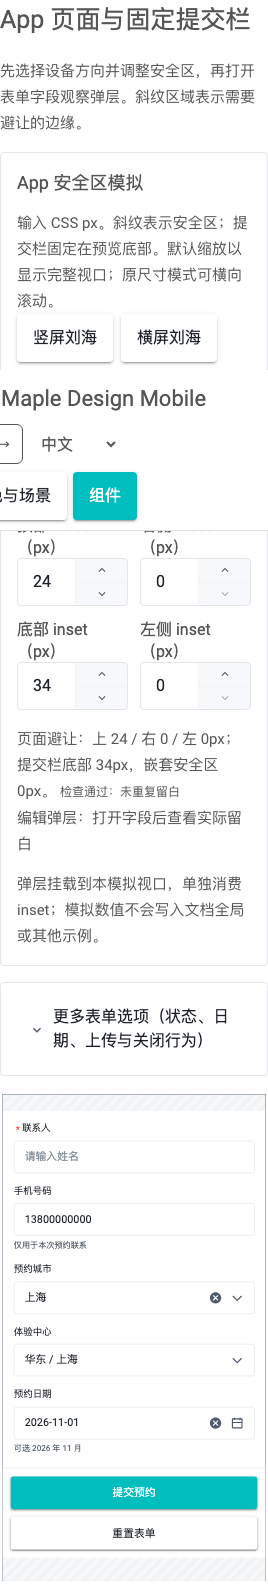 App 页面与固定提交栏
先选择设备方向并调整安全区，再打开
表单字段观察弹层。斜纹区域表示需要
避让的边缘。
App 安全区模拟
输入 CSS px。斜纹表示安全区；提
交栏固定在预览底部。默认缩放以
显示完整视口；原尺寸模式可横向
滚动。
竖屏刘海 横屏刘海
Maple Design Mobile
→ 中文
与场景 组件
（px） （px）
24 0
底部 inset 左侧 inset
（px） （px）
34 0
页面避让：上 24 / 右 0 / 左 0px；
提交栏底部 34px，嵌套安全区
0px。 检查通过：未重复留白
编辑弹层：打开字段后查看实际留
白
弹层挂载到本模拟视口，单独消费
inset；模拟数值不会写入文档全局
或其他示例。
更多表单选项（状态、日
期、上传与关闭行为）
* 联系人
请输入姓名
手机号码
13800000000
仅用于本次预约联系
预约城市
上海
体验中心
华东 / 上海
预约日期
2026-11-01
可选 2026 年 11 月
提交预约
重置表单